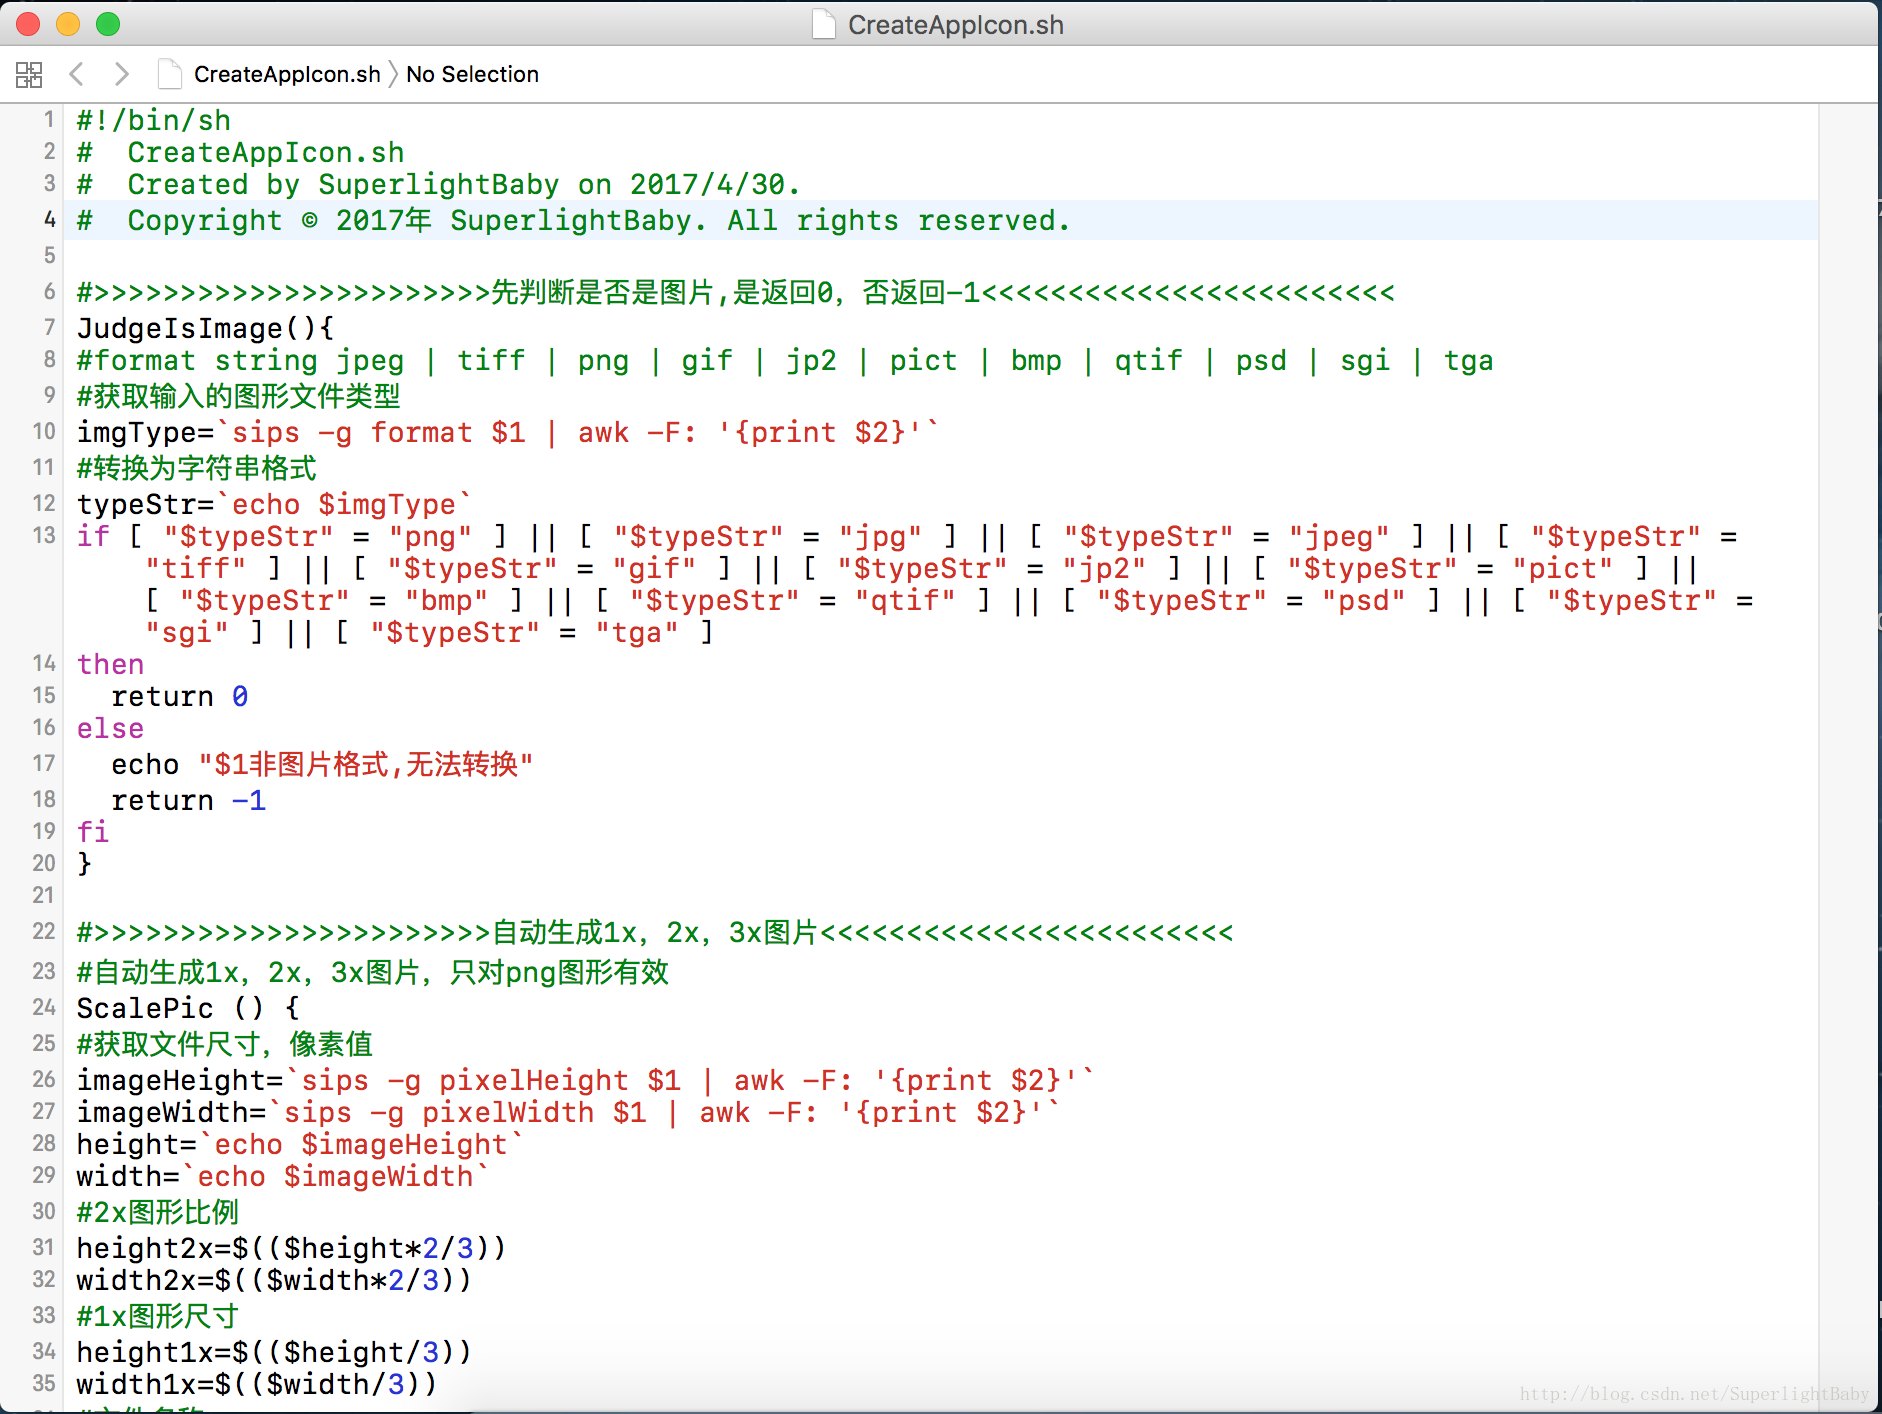 CreateAppIcon.sh
CreateAppIcon.sh 〉 No Selection
1 #!/bin/sh
2 #  CreateAppIcon.sh
3 #  Created by SuperlightBaby on 2017/4/30.
4 #  Copyright © 2017年 SuperlightBaby. All rights reserved.
5
6 #>>>>>>>>>>>>>>>>>>>>>>>先判断是否是图片,是返回0，否返回-1<<<<<<<<<<<<<<<<<<<<<<<<
7 JudgeIsImage(){
8 #format string jpeg | tiff | png | gif | jp2 | pict | bmp | qtif | psd | sgi | tga
9 #获取输入的图形文件类型
10 imgType=`sips -g format $1 | awk -F: '{print $2}'`
11 #转换为字符串格式
12 typeStr=`echo $imgType`
13 if [ "$typeStr" = "png" ] || [ "$typeStr" = "jpg" ] || [ "$typeStr" = "jpeg" ] || [ "$typeStr" =
"tiff" ] || [ "$typeStr" = "gif" ] || [ "$typeStr" = "jp2" ] || [ "$typeStr" = "pict" ] ||
[ "$typeStr" = "bmp" ] || [ "$typeStr" = "qtif" ] || [ "$typeStr" = "psd" ] || [ "$typeStr" =
"sgi" ] || [ "$typeStr" = "tga" ]
14 then
15   return 0
16 else
17   echo "$1非图片格式,无法转换"
18   return -1
19 fi
20 }
21
22 #>>>>>>>>>>>>>>>>>>>>>>>自动生成1x，2x，3x图片<<<<<<<<<<<<<<<<<<<<<<<<
23 #自动生成1x，2x，3x图片，只对png图形有效
24 ScalePic () {
25 #获取文件尺寸，像素值
26 imageHeight=`sips -g pixelHeight $1 | awk -F: '{print $2}'`
27 imageWidth=`sips -g pixelWidth $1 | awk -F: '{print $2}'`
28 height=`echo $imageHeight`
29 width=`echo $imageWidth`
30 #2x图形比例
31 height2x=$(($height*2/3))
32 width2x=$(($width*2/3))
33 #1x图形尺寸
34 height1x=$(($height/3))
35 width1x=$(($width/3))
http://blog.csdn.net/SuperlightBaby